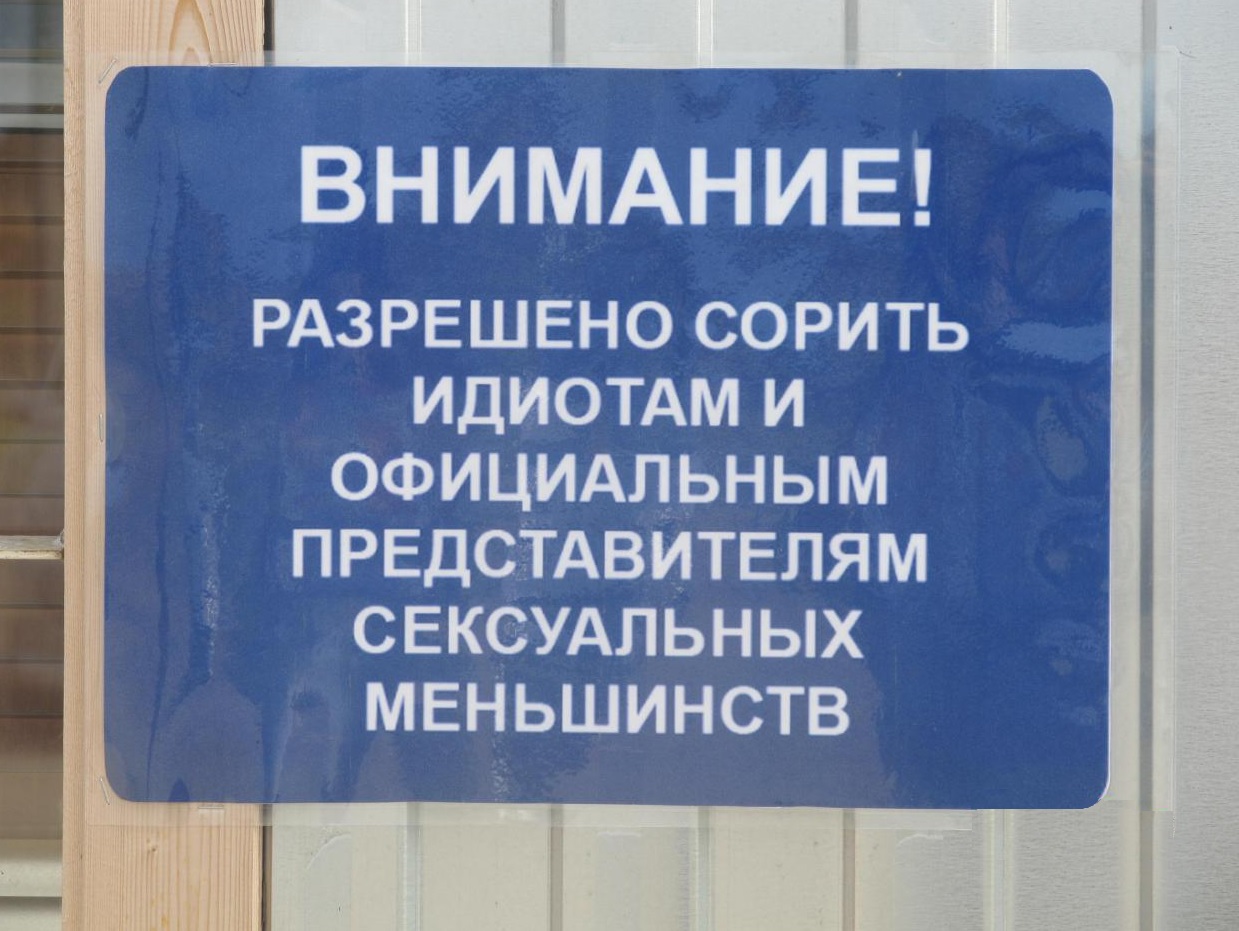 ВНИМАНИЕ!
РАЗРЕШЕНО СОРИТЬ
ИДИОТАМ И
ОФИЦИАЛЬНЫМ
ПРЕДСТАВИТЕЛЯМ
СЕКСУАЛЬНЫХ
МЕНЬШИНСТВ